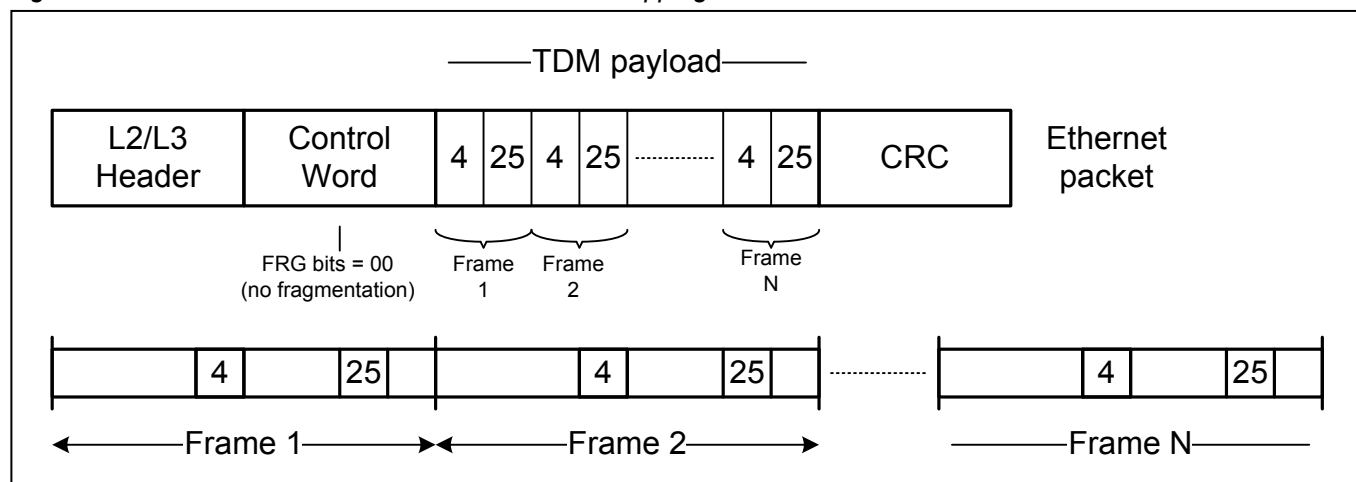 TDM payload
L2/L3 Header
Control Word
4 25 4 25 4 25
CRC
Ethernet packet
FRG bits = 00
(no fragmentation)
Frame 1
Frame 2
Frame N
4 25 4 25 4 25
Frame 1 Frame 2 Frame N